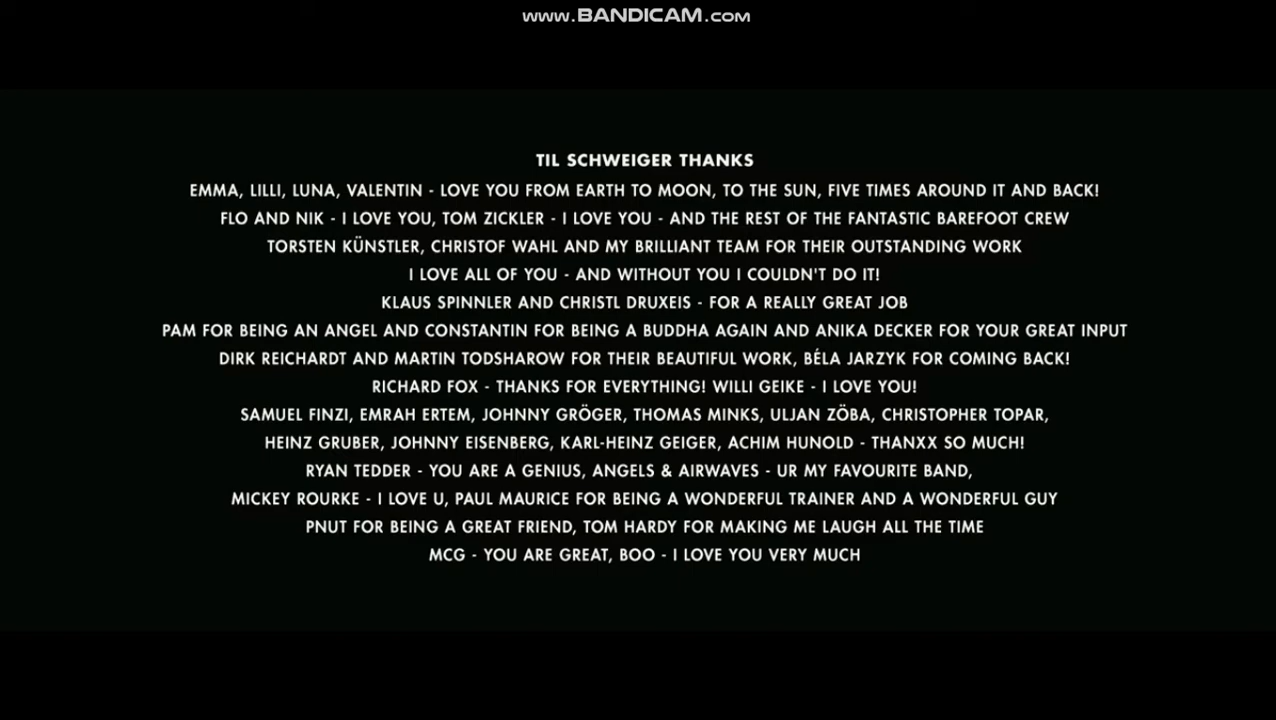 www.BANDICAM.com
TIL SCHWEIGER THANKS
EMMA, LILLI, LUNA, VALENTIN - LOVE YOU FROM EARTH TO MOON, TO THE SUN, FIVE TIMES AROUND IT AND BACK!
FLO AND NIK - I LOVE YOU, TOM ZICKLER - I LOVE YOU - AND THE REST OF THE FANTASTIC BAREFOOT CREW
TORSTEN KÜNSTLER, CHRISTOF WAHL AND MY BRILLIANT TEAM FOR THEIR OUTSTANDING WORK
I LOVE ALL OF YOU - AND WITHOUT YOU I COULDN'T DO IT!
KLAUS SPINNLER AND CHRISTL DRUXEIS - FOR A REALLY GREAT JOB
PAM FOR BEING AN ANGEL AND CONSTANTIN FOR BEING A BUDDHA AGAIN AND ANIKA DECKER FOR YOUR GREAT INPUT
DIRK REICHARDT AND MARTIN TODSHAROW FOR THEIR BEAUTIFUL WORK, BÉLA JARZYK FOR COMING BACK!
RICHARD FOX - THANKS FOR EVERYTHING! WILLI GEIKE - I LOVE YOU!
SAMUEL FINZI, EMRAH ERTEM, JOHNNY GRÖGER, THOMAS MINKS, ULJAN ZÖBA, CHRISTOPHER TOPAR,
HEINZ GRUBER, JOHNNY EISENBERG, KARL-HEINZ GEIGER, ACHIM HUNOLD - THANXX SO MUCH!
RYAN TEDDER - YOU ARE A GENIUS, ANGELS & AIRWAVES - UR MY FAVOURITE BAND,
MICKEY ROURKE - I LOVE U, PAUL MAURICE FOR BEING A WONDERFUL TRAINER AND A WONDERFUL GUY
PNUT FOR BEING A GREAT FRIEND, TOM HARDY FOR MAKING ME LAUGH ALL THE TIME
MCG - YOU ARE GREAT, BOO - I LOVE YOU VERY MUCH